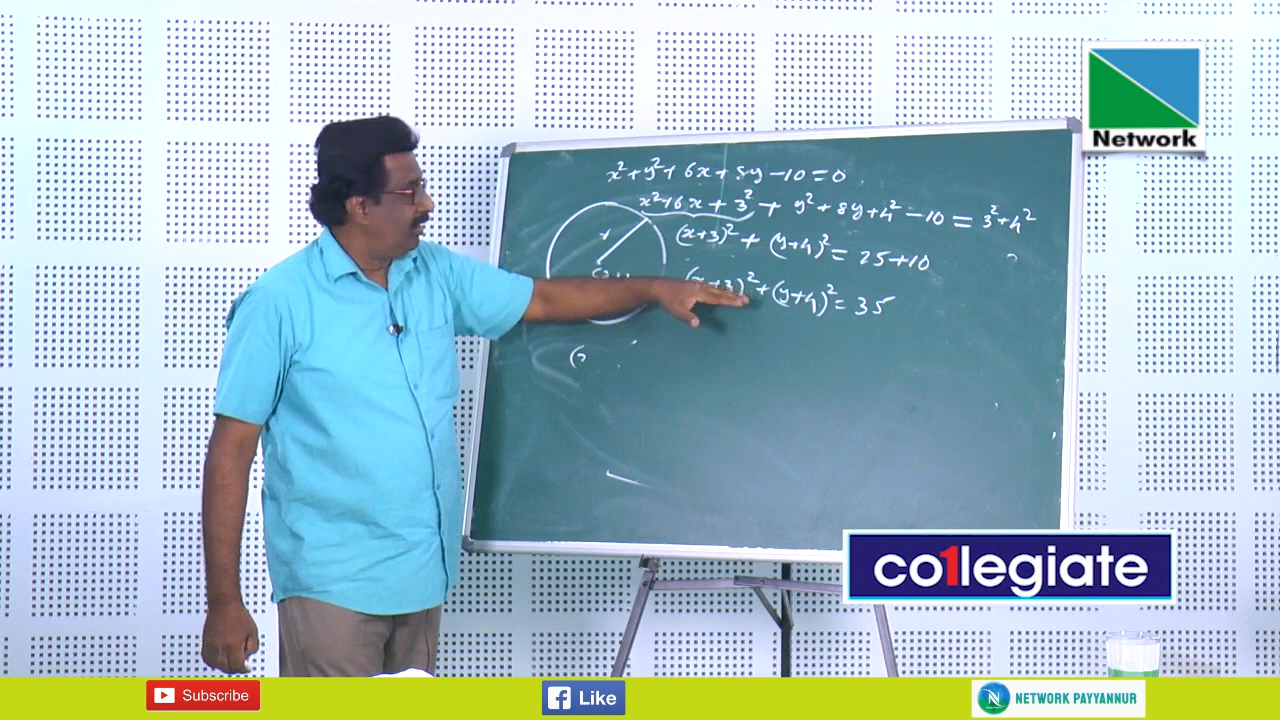 Network
x²+y²+6x+8y-10=0
x²+6x+3²+y²+8y+4²-10=3²+4²
(x+3)²+(y+4)²=25+10
r
(x+3)²+(y+4)²=35
co1legiate
Subscribe
f Like
N NETWORK PAYYANNUR